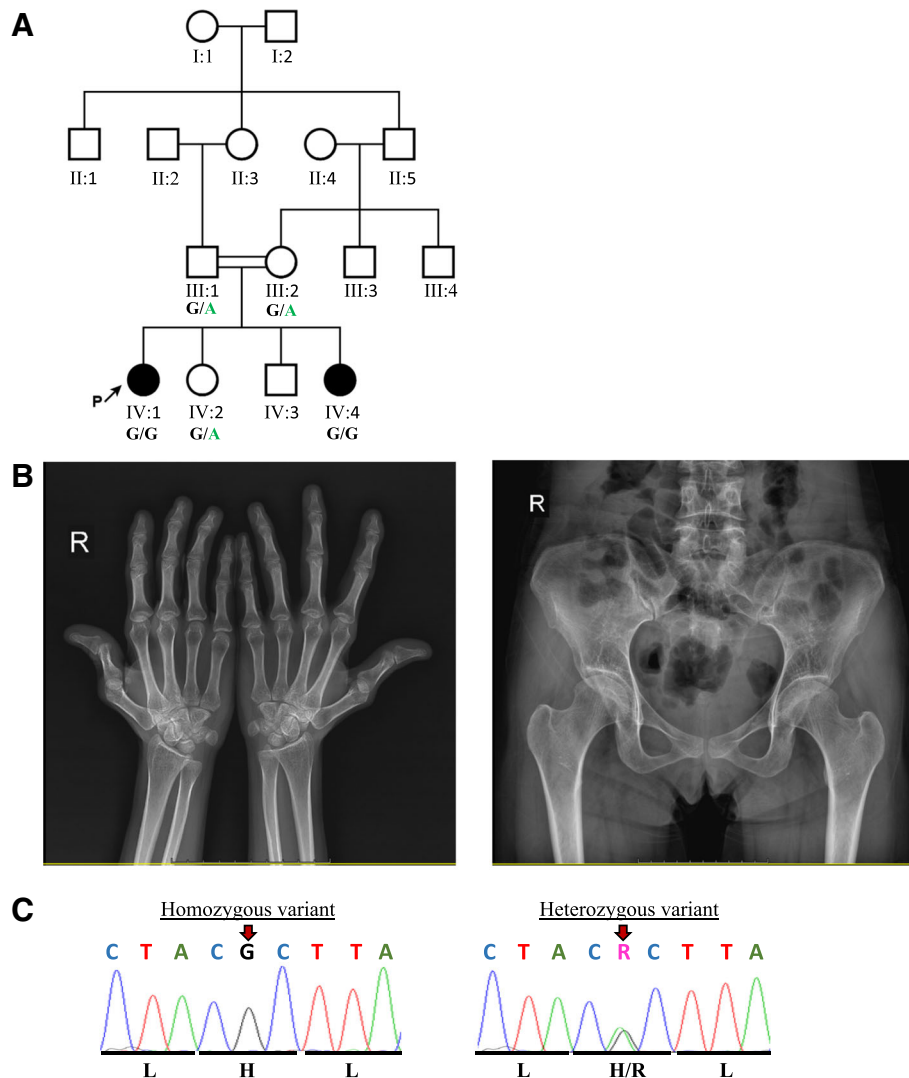 A
I:1 I:2
II:1 II:2 II:3 II:4 II:5
III:1 III:2 III:3 III:4
G/A G/A
P
IV:1 IV:2 IV:3 IV:4
G/G G/A G/G
B
R R
C
Homozygous variant Heterozygous variant
C T A C G C T T A C T A C R C T T A
L H L L H/R L